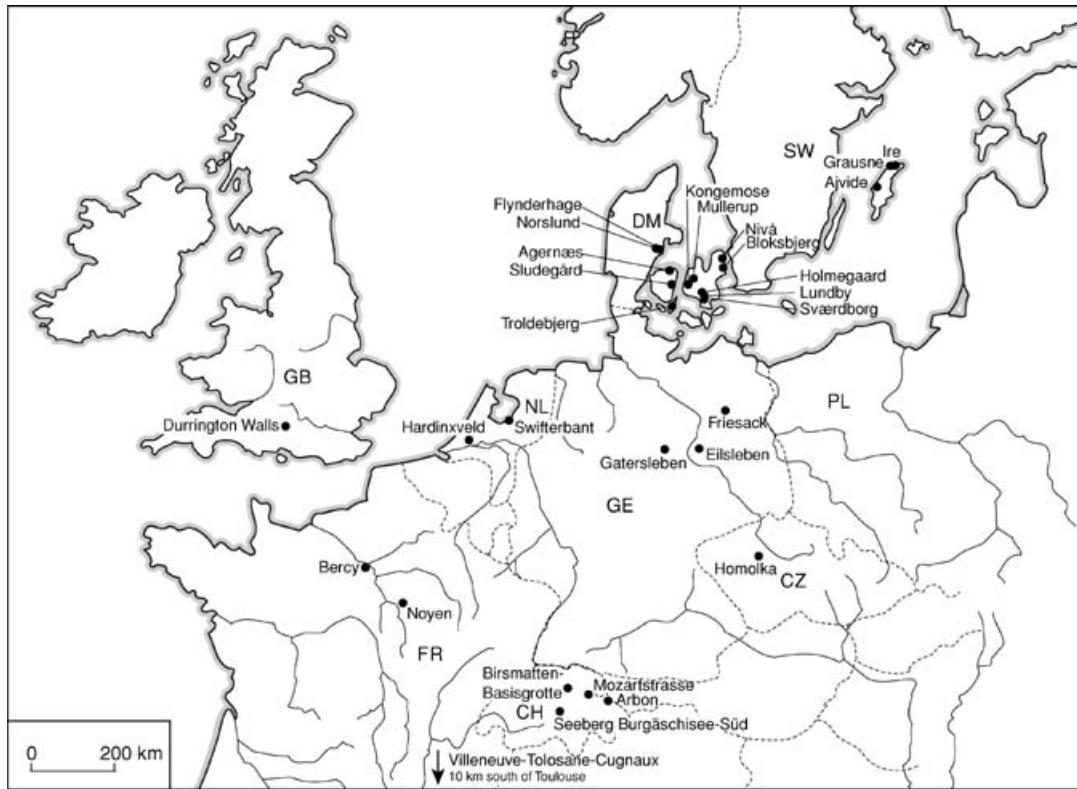 SW
Ire
Grausne
Ajvide
Kongemose
Mullerup
Flynderhage
DM
Norslund
Nivå
Bloksbjerg
Agernæs
Sludegård
Holmegaard
Lundby
Sværdborg
Troldebjerg
GB
NL
PL
Durrington Walls
Hardinxveld
Swifterbant
Friesack
Gatersleben
Eilsleben
GE
Bercy
Homolka
CZ
Noyen
FR
Birsmatten-
Basisgrotte
Mozartstrasse
Arbon
CH
Seeberg Burgäschisee-Süd
0 200 km
Villeneuve-Tolosane-Cugnaux
10 km south of Toulouse